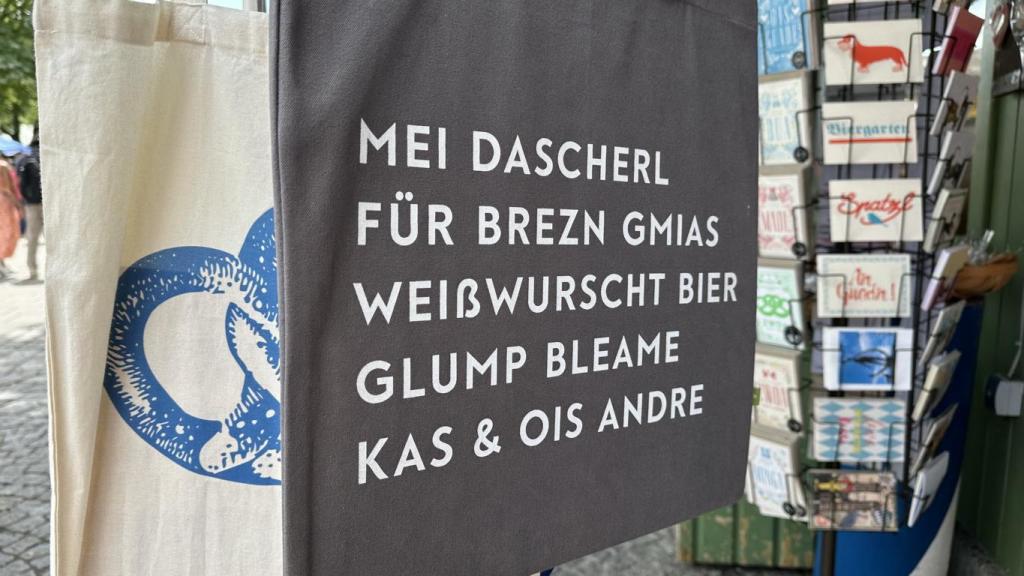 MEI DASCHERL
FÜR BREZN GMIAS
WEIßWURSCHT BIER
GLUMP BLEAME
KAS & OIS ANDRE
Biergarten
Spatzl